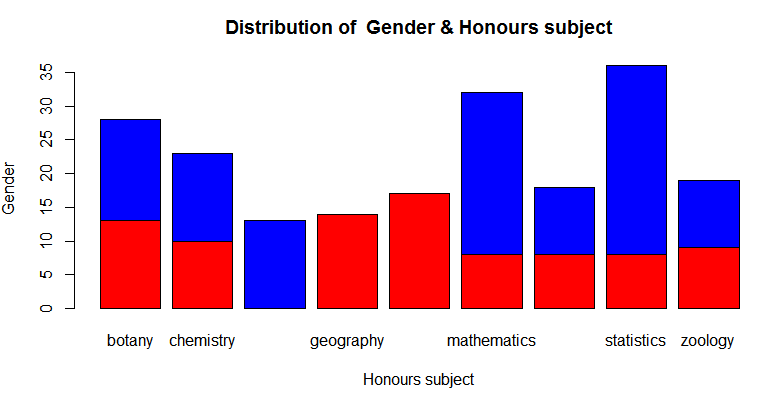 Distribution of  Gender & Honours subject
Gender
0 5 10 15 20 25 30 35
botany chemistry geography mathematics statistics zoology
Honours subject